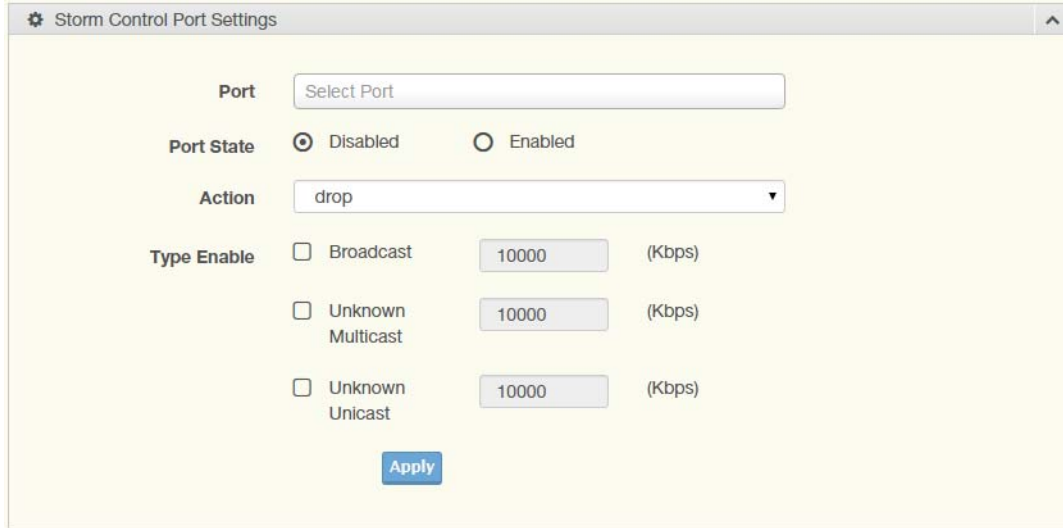 Storm Control Port Settings
Port Select Port
Port State Disabled Enabled
Action drop
Type Enable Broadcast 10000 (Kbps)
Unknown Multicast 10000 (Kbps)
Unknown Unicast 10000 (Kbps)
Apply